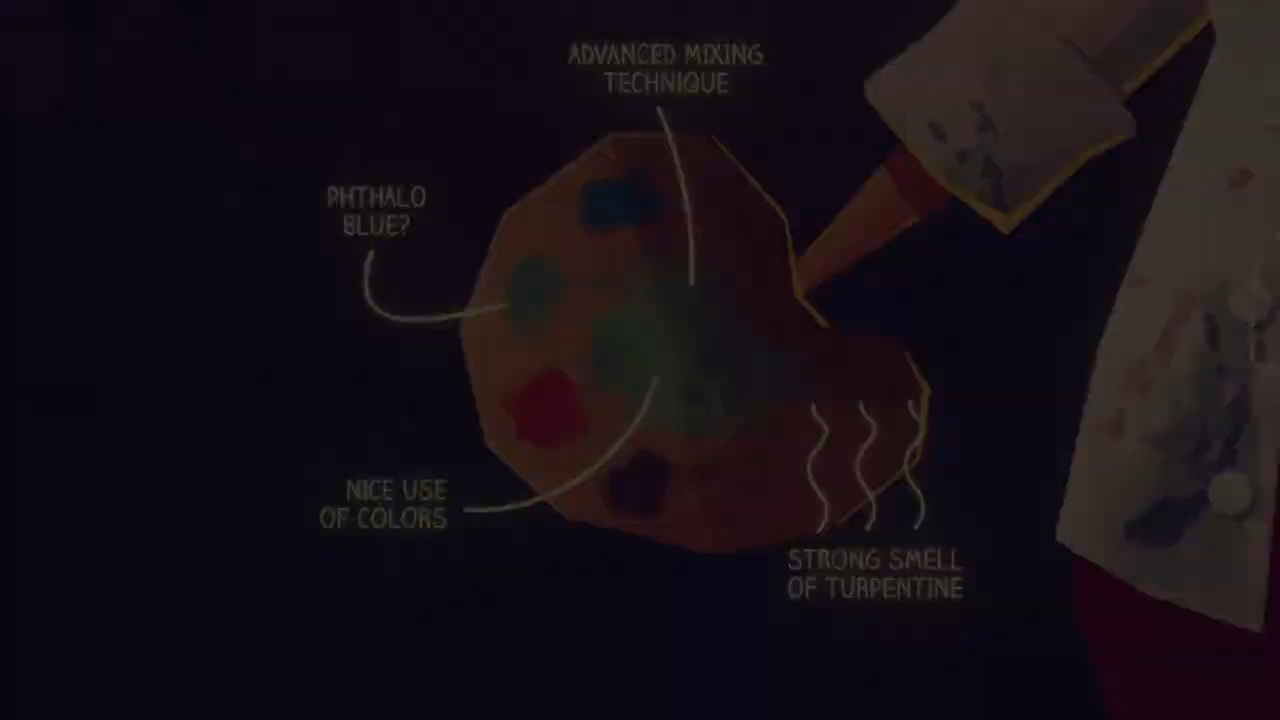 ADVANCED MIXING
TECHNIQUE
PHTHALO
BLUE?
NICE USE
OF COLORS
STRONG SMELL
OF TURPENTINE